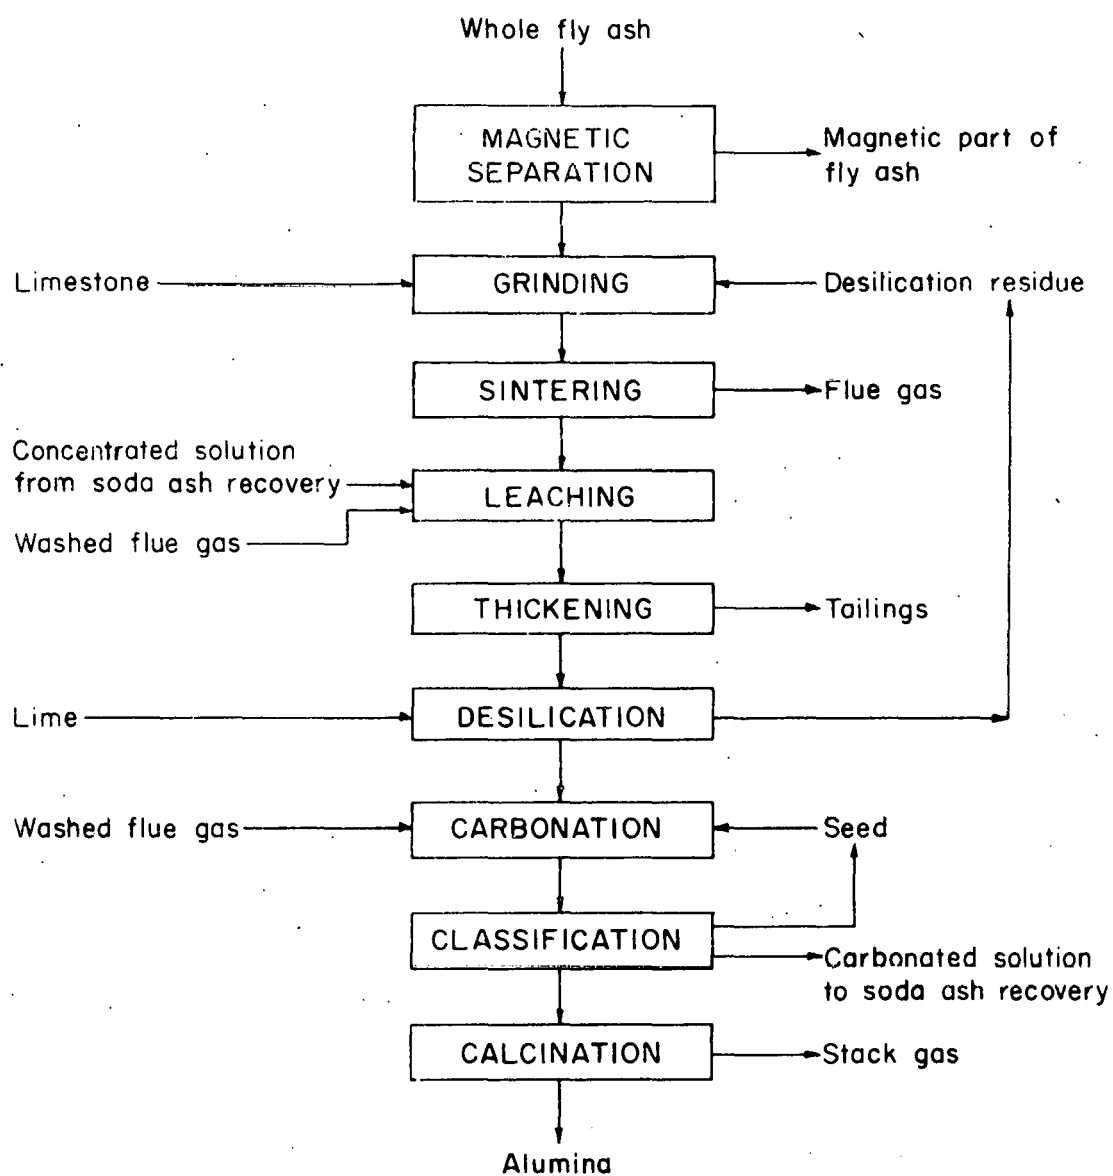 Whole fly ash
MAGNETIC
SEPARATION
Magnetic part of
fly ash
Limestone
GRINDING
Desilication residue
SINTERING
Flue gas
Concentrated solution
from soda ash recovery
LEACHING
Washed flue gas
THICKENING
Tailings
Lime
DESILICATION
Washed flue gas
CARBONATION
Seed
CLASSIFICATION
Carbonated solution
to soda ash recovery
CALCINATION
Stack gas
Alumina